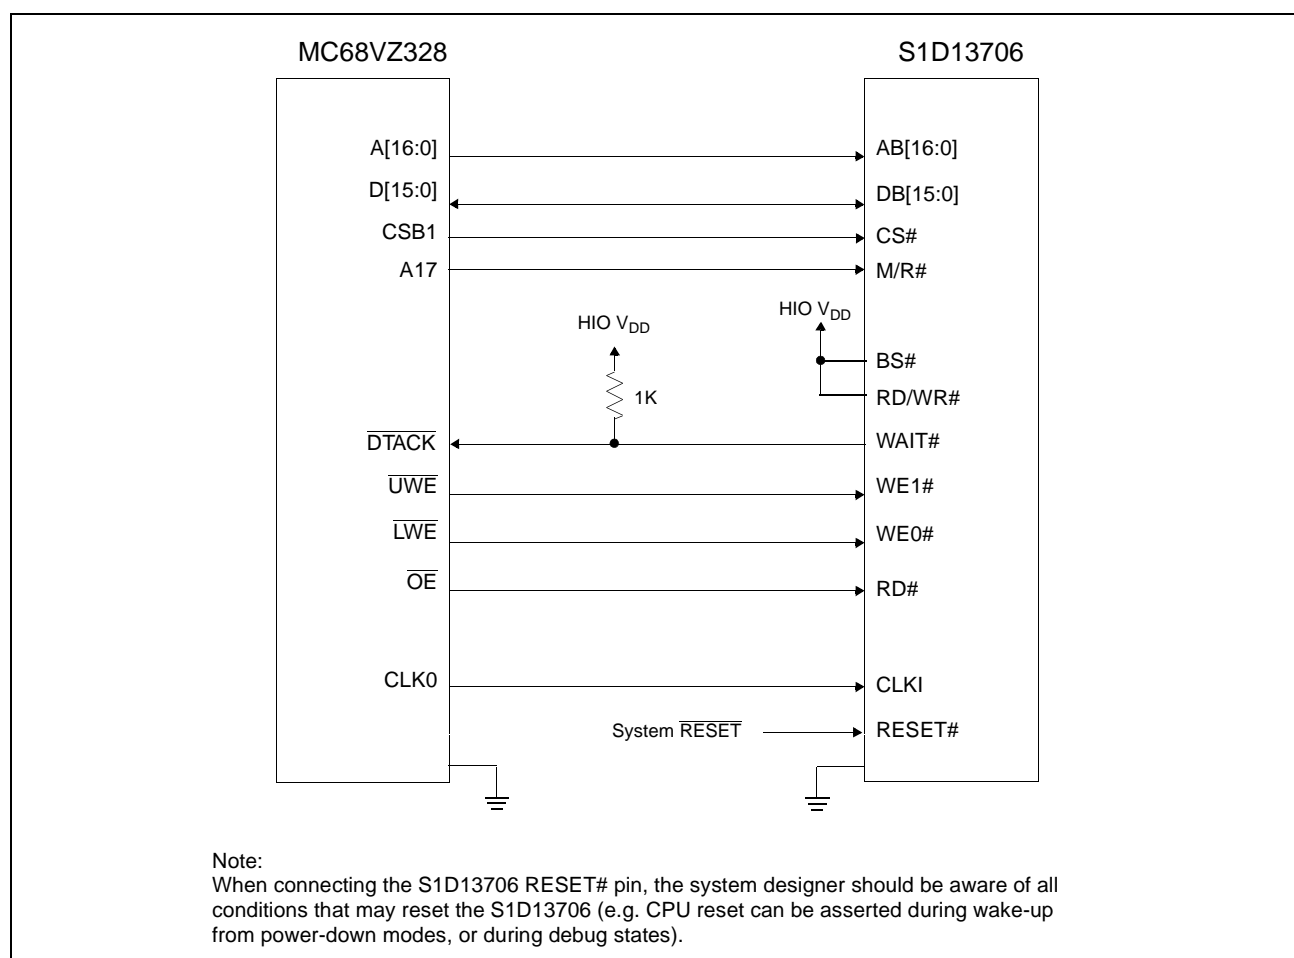 MC68VZ328 S1D13706
A[16:0] AB[16:0]
D[15:0] DB[15:0]
CSB1 CS#
A17 M/R#
HIO VDD HIO VDD
BS#
1K RD/WR#
DTACK WAIT#
UWE WE1#
LWE WE0#
OE RD#
CLK0 CLKI
System RESET RESET#
Note:
When connecting the S1D13706 RESET# pin, the system designer should be aware of all
conditions that may reset the S1D13706 (e.g. CPU reset can be asserted during wake-up
from power-down modes, or during debug states).